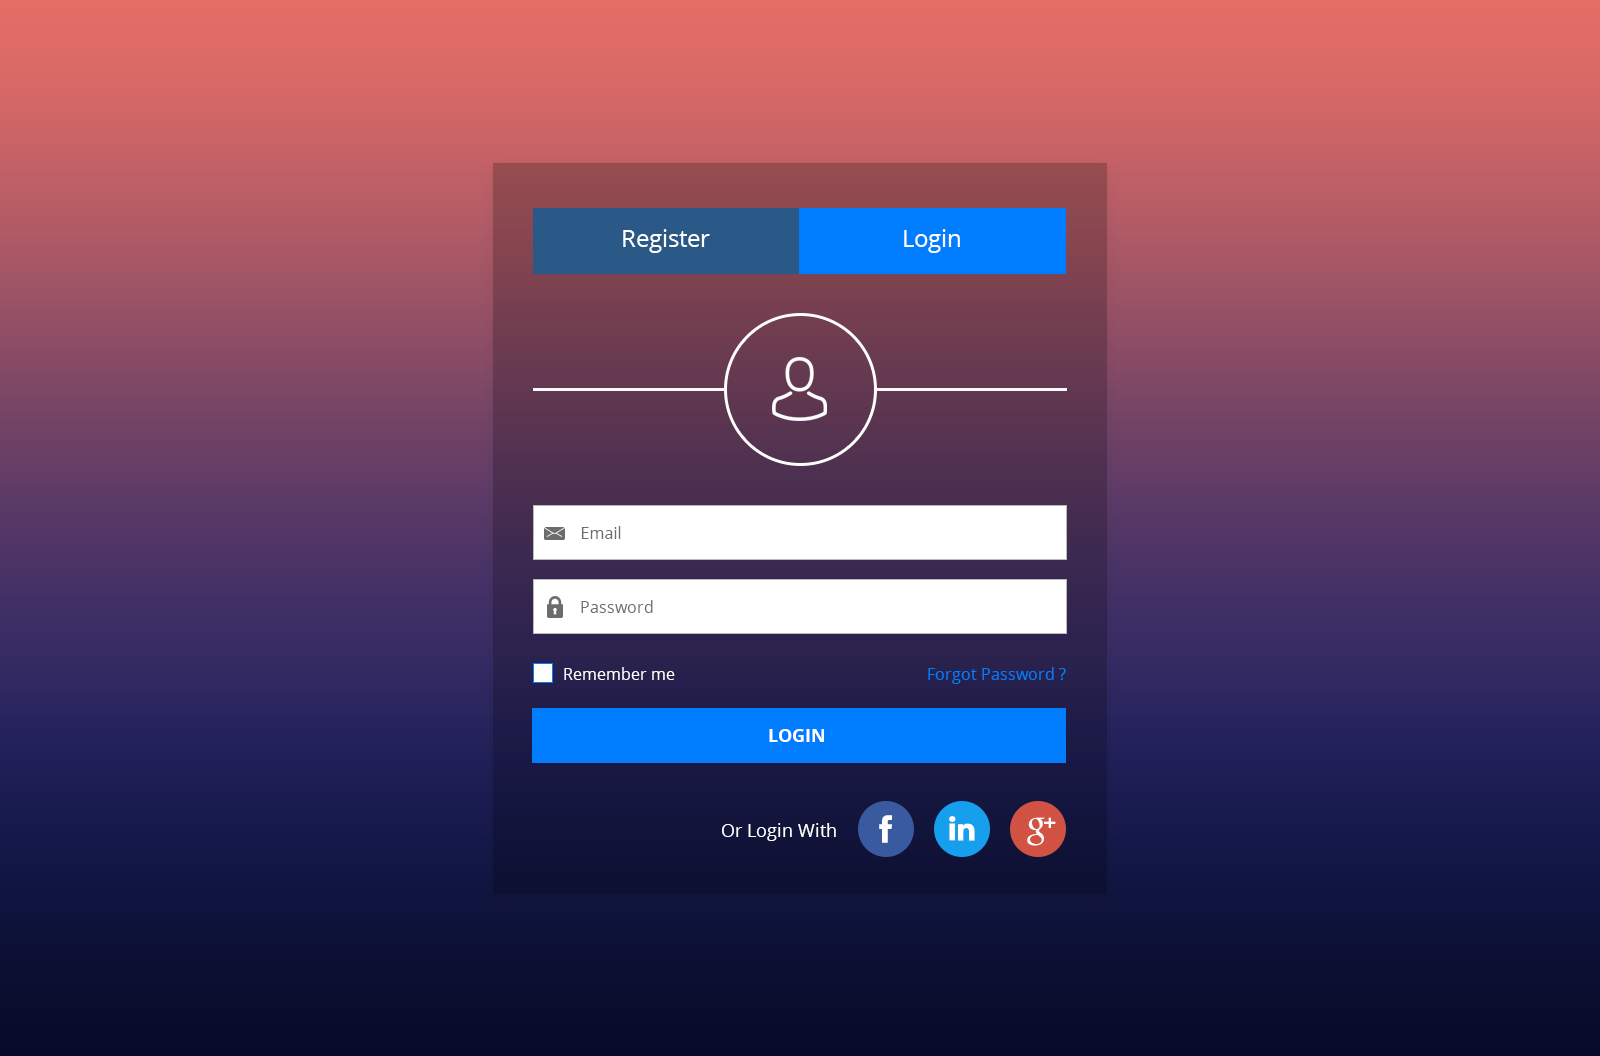 Register Login
Email
Password
Remember me Forgot Password ?
LOGIN
Or Login With f in g+